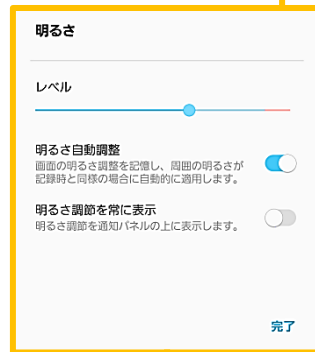 明るさ
レベル
明るさ自動調整
画面の明るさ調整を記憶し、周囲の明るさが
記録時と同様の場合に自動的に適用します。
明るさ調節を常に表示
明るさ調節を通知パネルの上に表示します。
完了